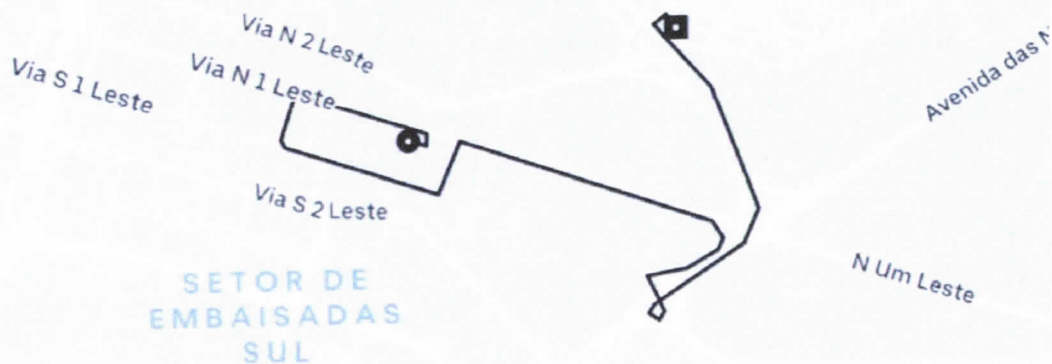 Via N 2 Leste
Via N 1 Leste
Via S 1 Leste
Avenida das N
Via S 2 Leste
N Um Leste
SETOR DE
EMBAISADAS
SUL